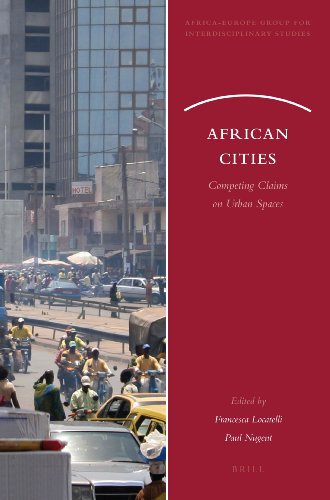 AFRICA-EUROPE GROUP FOR
INTERDISCIPLINARY STUDIES
AFRICAN
CITIES
Competing Claims
on Urban Spaces
HOTEL
Edited by
Francesca Locatelli
Paul Nugent
BRILL